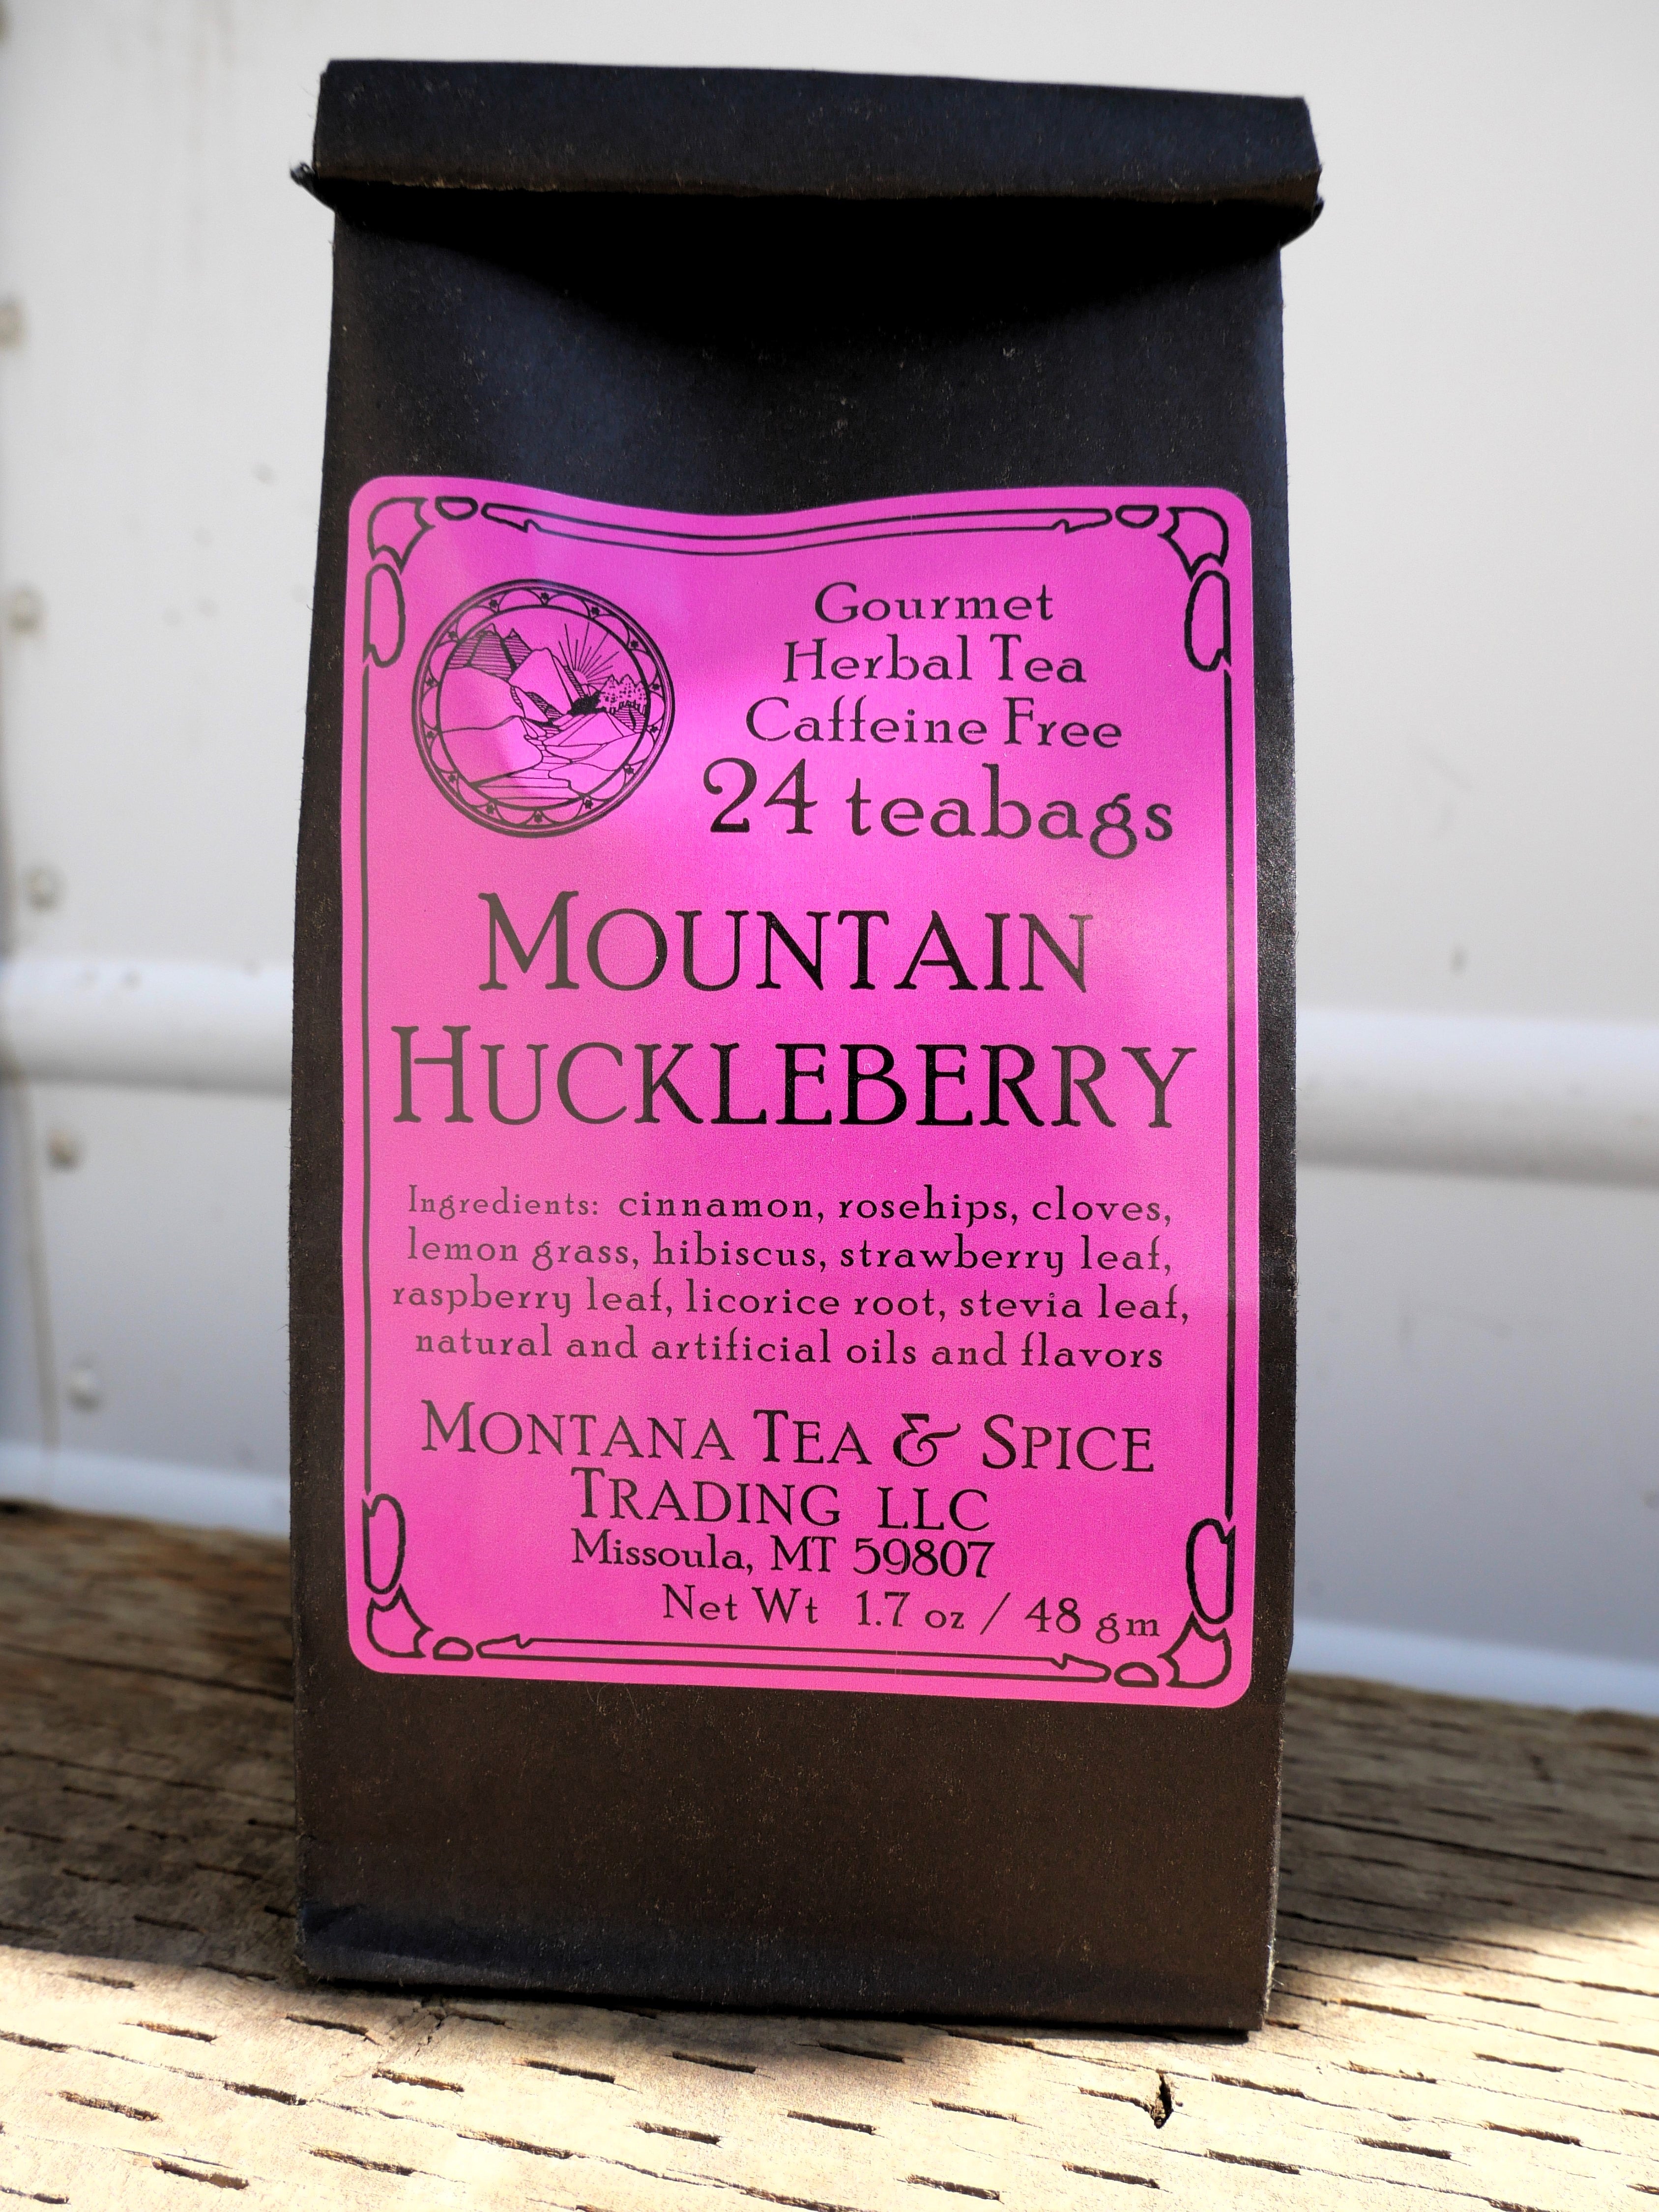 Gourmet
Herbal Tea
Caffeine Free
24 teabags
MOUNTAIN
HUCKLEBERRY
Ingredients: cinnamon, rosehips, cloves,
lemon grass, hibiscus, strawberry leaf,
raspberry leaf, licorice root, stevia leaf,
natural and artificial oils and flavors
MONTANA TEA & SPICE
TRADING LLC
Missoula, MT 59807
Net Wt 1.7 oz / 48 gm